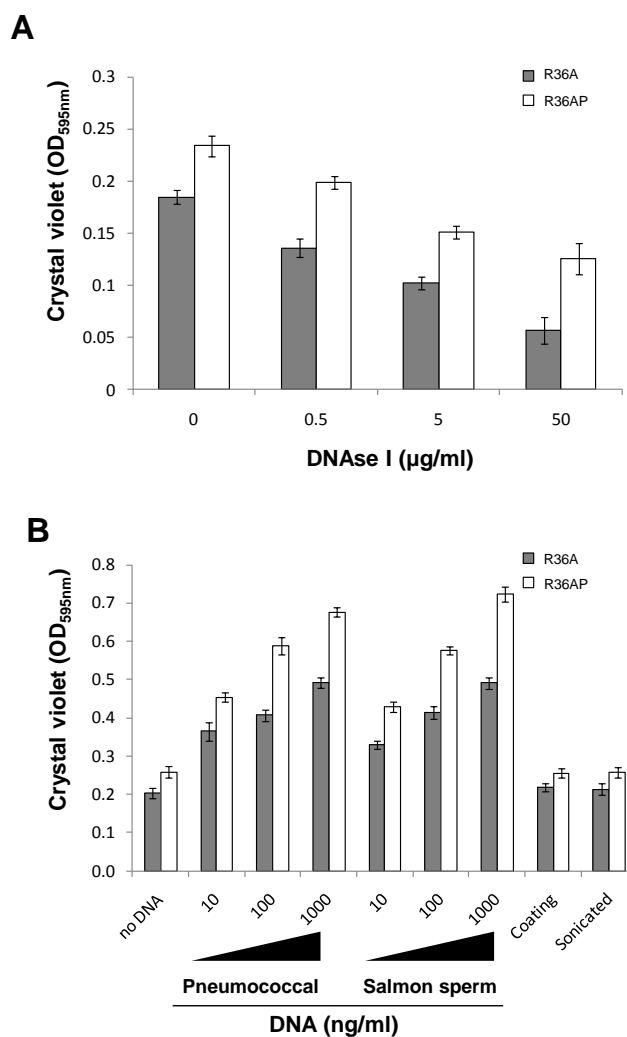 A
R36A
R36AP
Crystal violet (OD595nm)
0.3
0.25
0.2
0.15
0.1
0.05
0
0 0.5 5 50
DNAse I (µg/ml)
B
R36A
R36AP
Crystal violet (OD595nm)
0.8
0.7
0.6
0.5
0.4
0.3
0.2
0.1
0.0
no DNA 10 100 1000 10 100 1000 Coating Sonicated
Pneumococcal Salmon sperm
DNA (ng/ml)